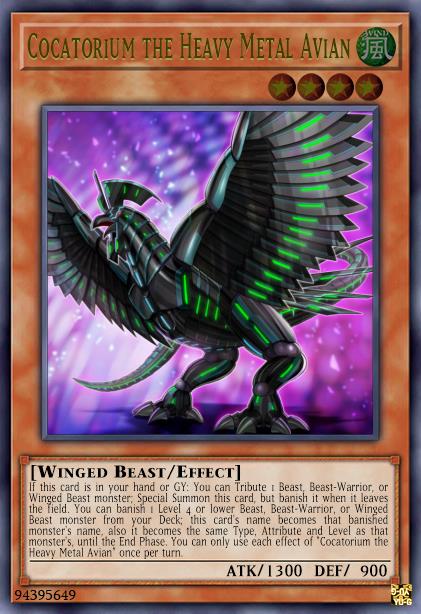 Cocatorium the Heavy Metal Avian
WIND
風
[Winged Beast/Effect]
If this card is in your hand or GY: You can Tribute 1 Beast, Beast-Warrior, or
Winged Beast monster; Special Summon this card, but banish it when it leaves
the field. You can banish 1 Level 4 or lower Beast, Beast-Warrior, or Winged
Beast monster from your Deck; this card's name becomes that banished
monster's name, also it becomes the same Type, Attribute and Level as that
monster's, until the End Phase. You can only use each effect of "Cocatorium the
Heavy Metal Avian" once per turn.
ATK/1300 DEF/ 900
94395649